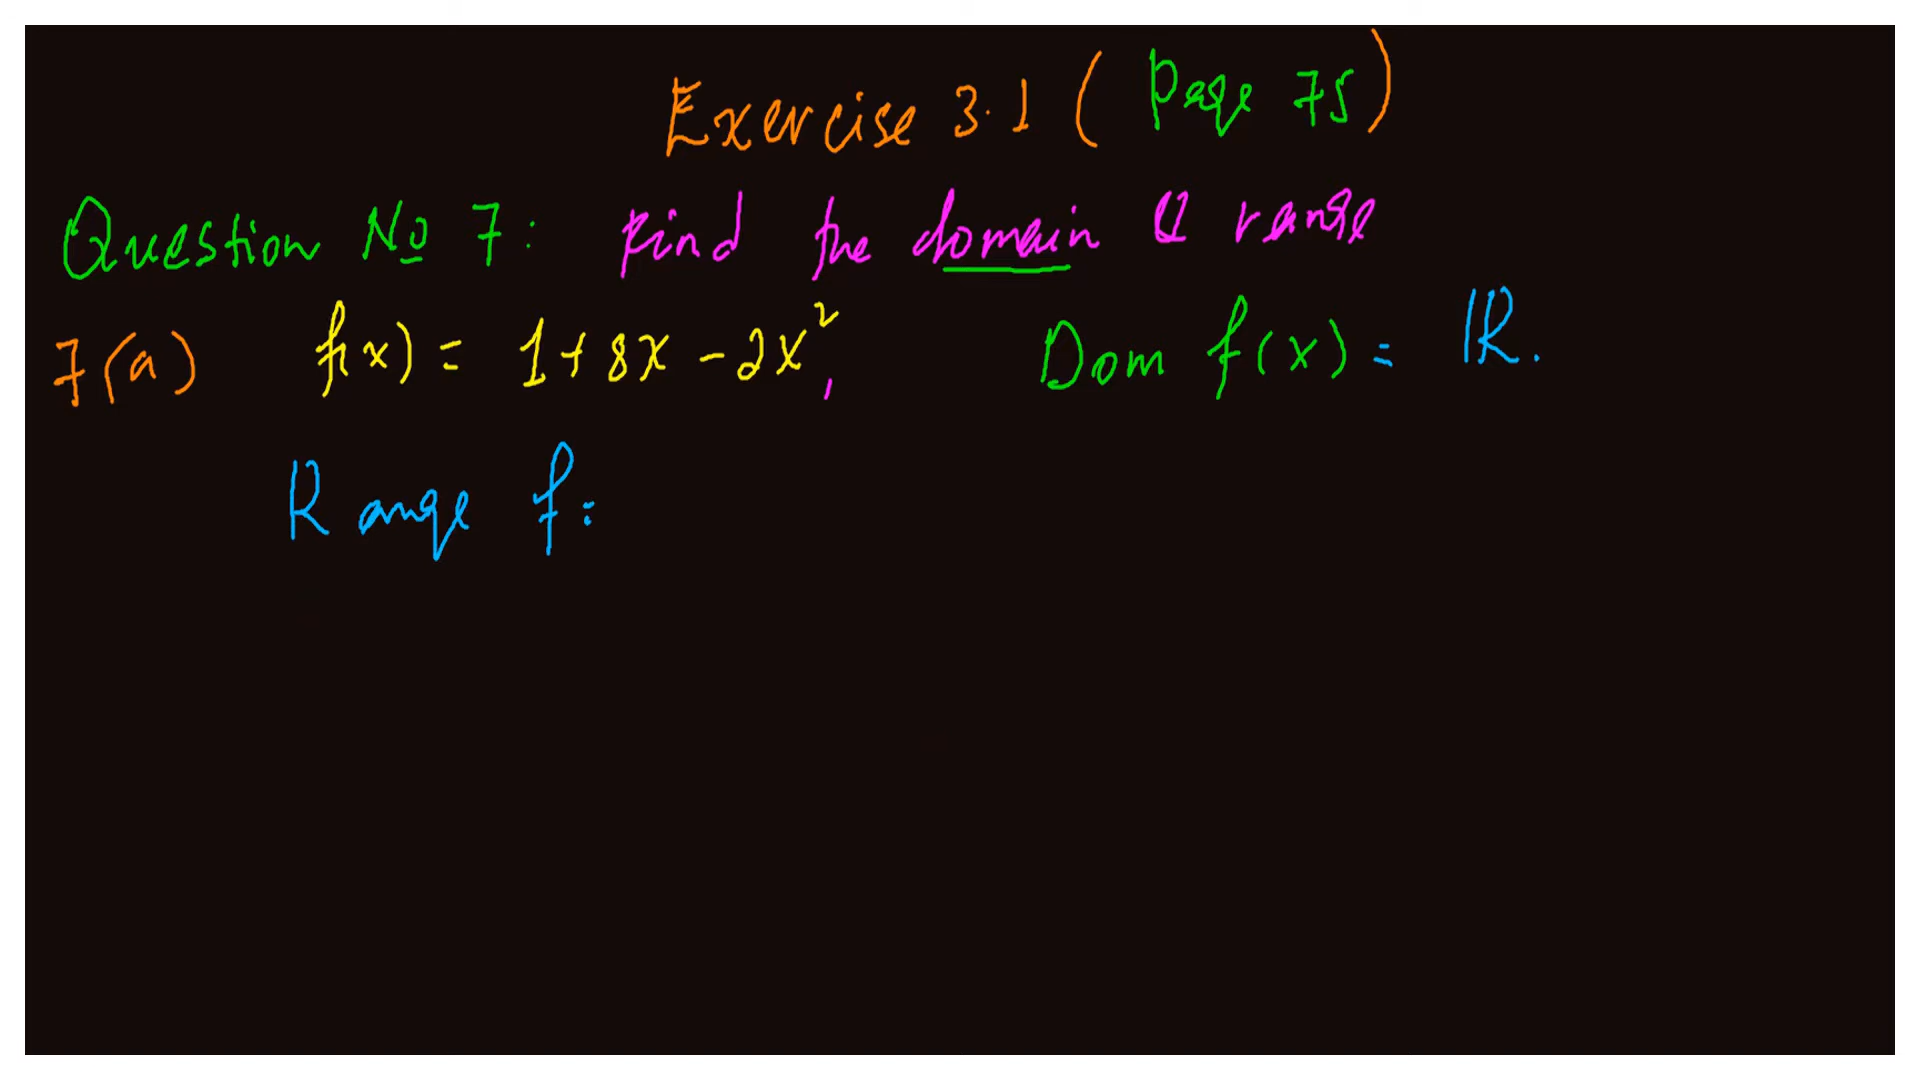 Exercise 3.1 (Page 75)
Question No 7: Find the domain & range
7(a) f(x) = 1+8x-2x², Dom f(x) = ℝ.
Range f: